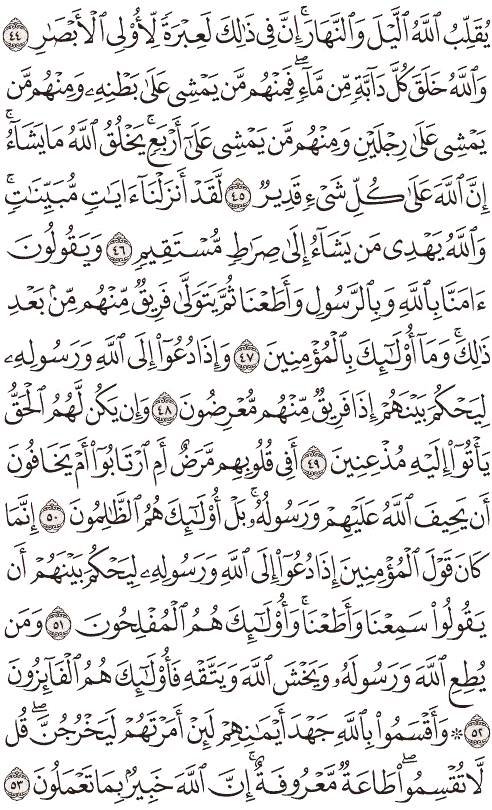 يُقَلِّبُ ٱللَّهُ ٱلَّيْلَ وَٱلنَّهَارَۚ إِنَّ فِى ذَٰلِكَ لَعِبْرَةً لِّأُو۟لِى ٱلْأَبْصَٰرِ ٤٤
وَٱللَّهُ خَلَقَ كُلَّ دَآبَّةٍ مِّن مَّآءٍۖ فَمِنْهُم مَّن يَمْشِى عَلَىٰ بَطْنِهِۦ وَمِنْهُم مَّن
يَمْشِى عَلَىٰ رِجْلَيْنِ وَمِنْهُم مَّن يَمْشِى عَلَىٰٓ أَرْبَعٍۚ يَخْلُقُ ٱللَّهُ مَا يَشَآءُۚ
إِنَّ ٱللَّهَ عَلَىٰ كُلِّ شَىْءٍ قَدِيرٌ ٤٥ لَّقَدْ أَنزَلْنَآ ءَايَٰتٍ مُّبَيِّنَٰتٍۚ
وَٱللَّهُ يَهْدِى مَن يَشَآءُ إِلَىٰ صِرَٰطٍ مُّسْتَقِيمٍ ٤٦ وَيَقُولُونَ
ءَامَنَّا بِٱللَّهِ وَبِٱلرَّسُولِ وَأَطَعْنَا ثُمَّ يَتَوَلَّىٰ فَرِيقٌ مِّنْهُم مِّنۢ بَعْدِ
ذَٰلِكَۚ وَمَآ أُو۟لَٰٓئِكَ بِٱلْمُؤْمِنِينَ ٤٧ وَإِذَا دُعُوٓا۟ إِلَى ٱللَّهِ وَرَسُولِهِۦ
لِيَحْكُمَ بَيْنَهُمْ إِذَا فَرِيقٌ مِّنْهُم مُّعْرِضُونَ ٤٨ وَإِن يَكُن لَّهُمُ ٱلْحَقُّ
يَأْتُوٓا۟ إِلَيْهِ مُذْعِنِينَ ٤٩ أَفِى قُلُوبِهِم مَّرَضٌ أَمِ ٱرْتَابُوٓا۟ أَمْ يَخَافُونَ
أَن يَحِيفَ ٱللَّهُ عَلَيْهِمْ وَرَسُولُهُۥۚ بَلْ أُو۟لَٰٓئِكَ هُمُ ٱلظَّٰلِمُونَ ٥٠ إِنَّمَا
كَانَ قَوْلَ ٱلْمُؤْمِنِينَ إِذَا دُعُوٓا۟ إِلَى ٱللَّهِ وَرَسُولِهِۦ لِيَحْكُمَ بَيْنَهُمْ أَن
يَقُولُوا۟ سَمِعْنَا وَأَطَعْنَاۚ وَأُو۟لَٰٓئِكَ هُمُ ٱلْمُفْلِحُونَ ٥١ وَمَن
يُطِعِ ٱللَّهَ وَرَسُولَهُۥ وَيَخْشَ ٱللَّهَ وَيَتَّقْهِ فَأُو۟لَٰٓئِكَ هُمُ ٱلْفَآئِزُونَ
٥٢ ۞ وَأَقْسَمُوا۟ بِٱللَّهِ جَهْدَ أَيْمَٰنِهِمْ لَئِنْ أَمَرْتَهُمْ لَيَخْرُجُنَّۖ قُل
لَّا تُقْسِمُوا۟ۖ طَاعَةٌ مَّعْرُوفَةٌۚ إِنَّ ٱللَّهَ خَبِيرٌۢ بِمَا تَعْمَلُونَ ٥٣